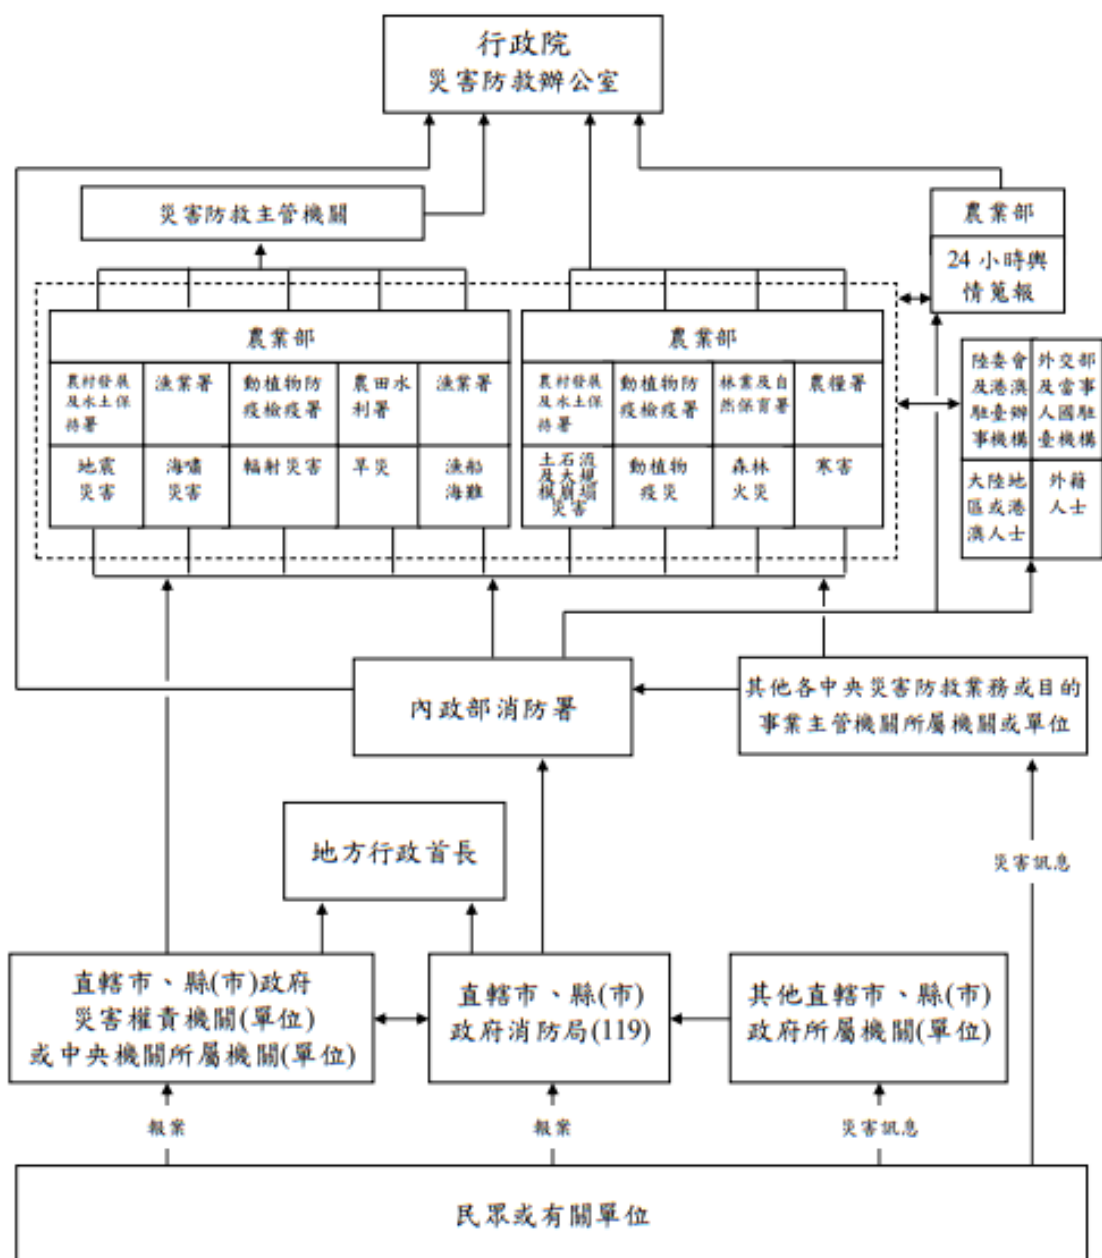 行政院
災害防救辦公室
災害防救主管機關
農業部
24 小時輿
情蒐報
農業部
農村發展
及水土保
持署
漁業署
動植物防
疫檢疫署
農田水
利署
漁業署
地震
災害
海嘯
災害
輻射災害
旱災
漁船
海難
農業部
農村發展
及水土保
持署
動植物防
疫檢疫署
林業及自
然保育署
農糧署
土石流
及大規
模崩塌
災害
動植物
疫災
森林
火災
寒害
陸委會
及港澳
駐臺辦
事機構
外交部
及當事
人國駐
臺機構
大陸地
區或港
澳人士
外籍
人士
內政部消防署
其他各中央災害防救業務或目的
事業主管機關所屬機關或單位
地方行政首長
災害訊息
直轄市、縣(市)政府
災害權責機關(單位)
或中央機關所屬機關(單位)
直轄市、縣(市)
政府消防局(119)
其他直轄市、縣(市)
政府所屬機關(單位)
報案
報案
災害訊息
民眾或有關單位